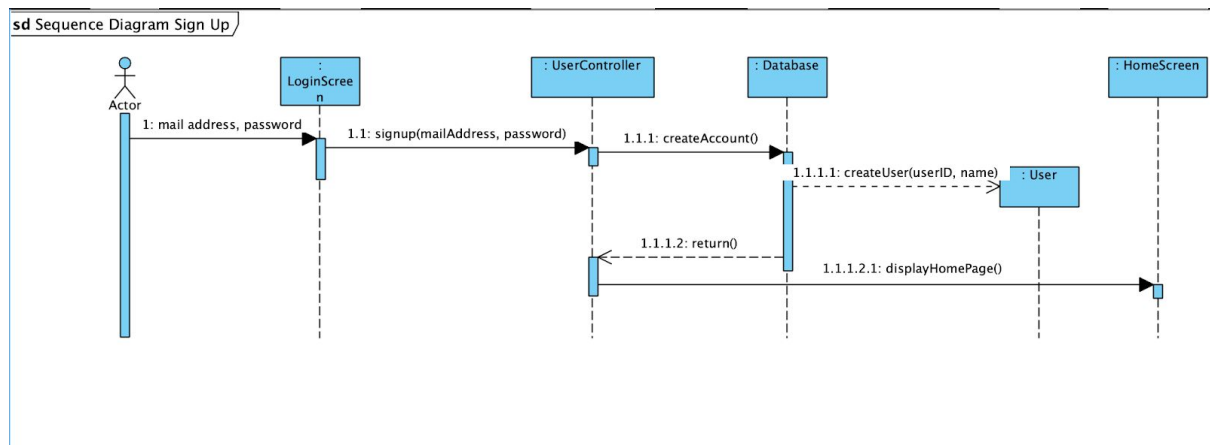 sd Sequence Diagram Sign Up
:
LoginScree
n
: UserController
: Database
: HomeScreen
Actor
1: mail address, password
1.1: signup(mailAddress, password)
1.1.1: createAccount()
1.1.1.1: createUser(userID, name)
: User
1.1.1.2: return()
1.1.1.2.1: displayHomePage()